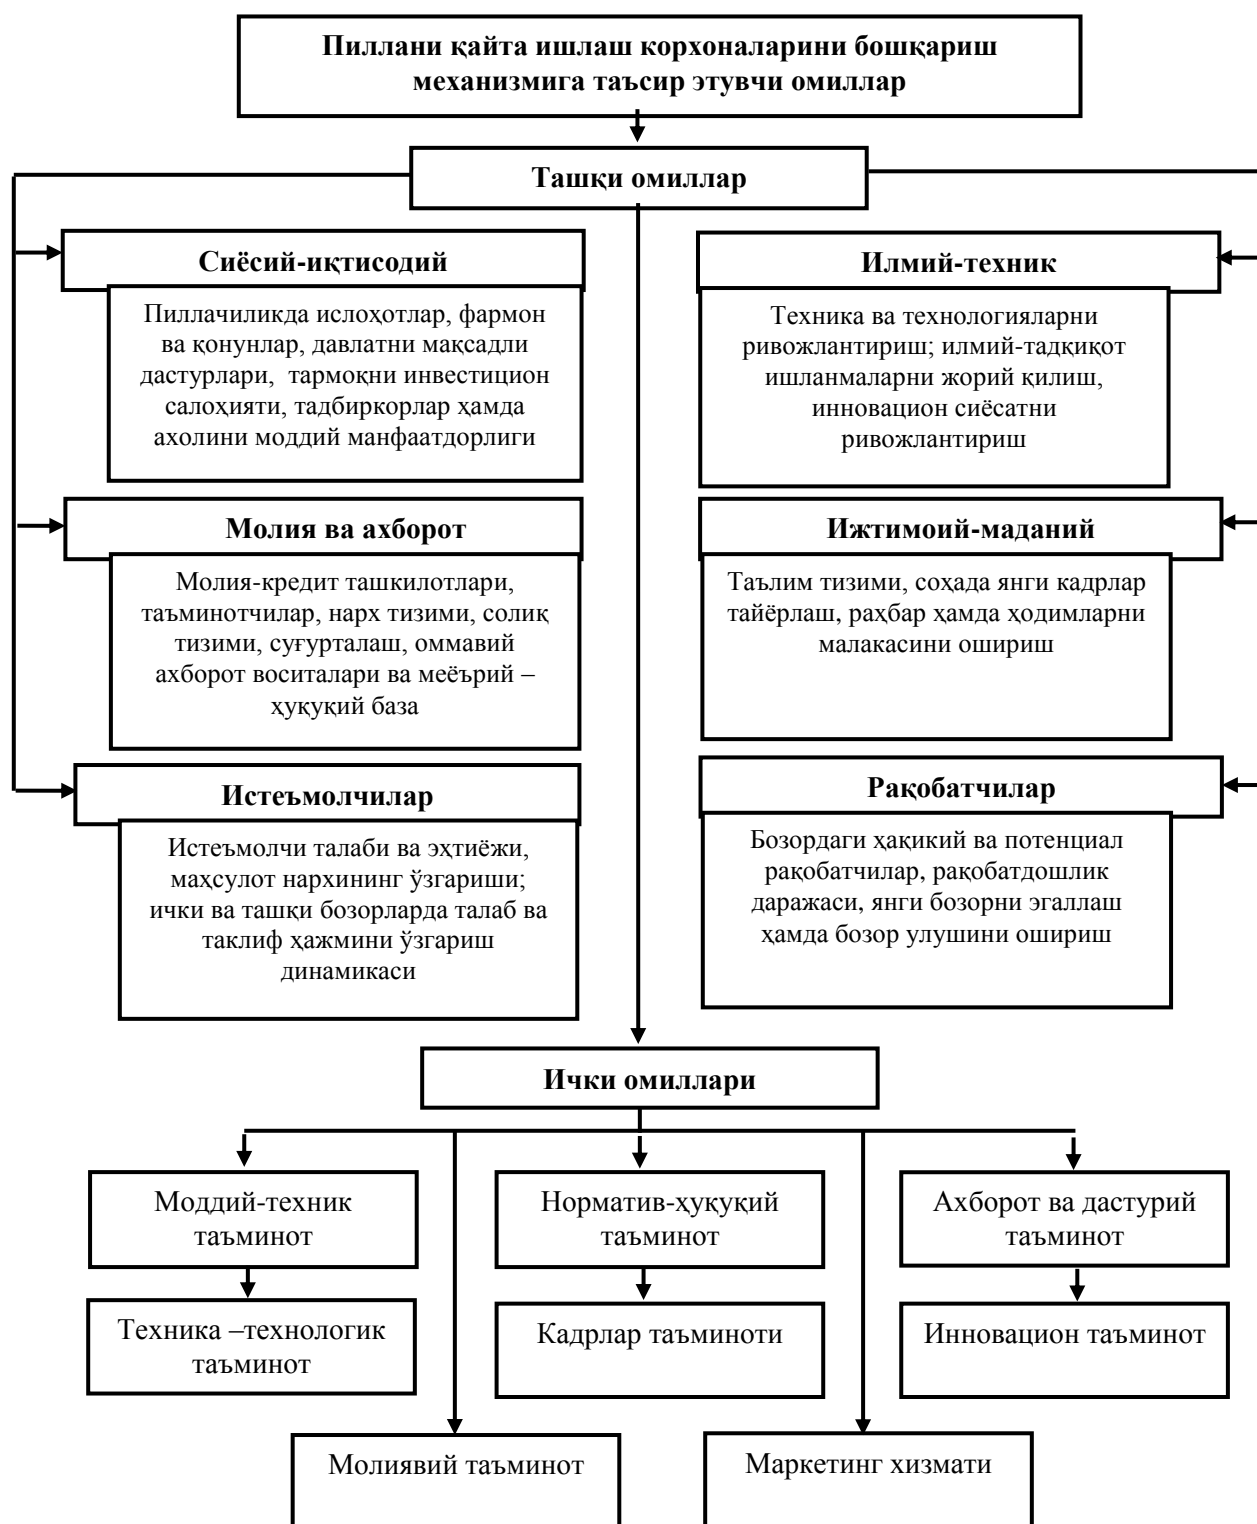 Пиллани қайта ишлаш корхоналарини бошқариш
механизмига таъсир этувчи омиллар
Ташқи омиллар
Сиёсий-иқтисодий
Пиллачиликда ислоҳотлар, фармон
ва қонунлар, давлатни мақсадли
дастурлари, тармоқни инвестицион
салоҳияти, тадбиркорлар ҳамда
ахолини моддий манфаатдорлиги
Илмий-техник
Техника ва технологияларни
ривожлантириш; илмий-тадқиқот
ишланмаларни жорий қилиш,
инновацион сиёсатни
ривожлантириш
Молия ва ахборот
Молия-кредит ташкилотлари,
таъминотчилар, нарх тизими, солиқ
тизими, суғурталаш, оммавий
ахборот воситалари ва меёърий –
ҳуқуқий база
Ижтимоий-маданий
Таълим тизими, соҳада янги кадрлар
тайёрлаш, раҳбар ҳамда ҳодимларни
малакасини ошириш
Истеъмолчилар
Истеъмолчи талаби ва эҳтиёжи,
маҳсулот нархининг ўзгариши;
ички ва ташқи бозорларда талаб ва
таклиф ҳажмини ўзгариш
динамикаси
Рақобатчилар
Бозордаги ҳақикий ва потенциал
рақобатчилар, рақобатдошлик
даражаси, янги бозорни эгаллаш
ҳамда бозор улушини ошириш
Ички омиллари
Моддий-техник
таъминот
Норматив-ҳуқуқий
таъминот
Ахборот ва дастурий
таъминот
Техника –технологик
таъминот
Кадрлар таъминоти
Инновацион таъминот
Молиявий таъминот
Маркетинг хизмати